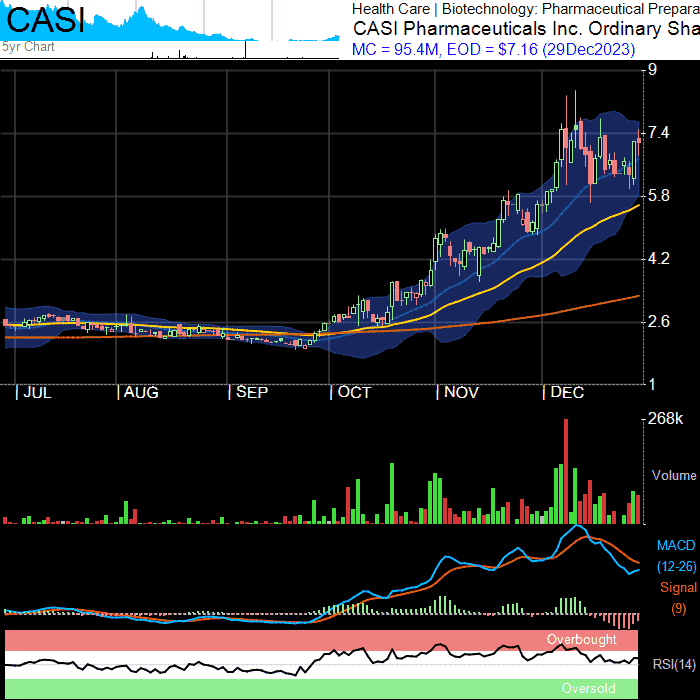 CASI
5yr Chart
Health Care | Biotechnology: Pharmaceutical Prepara
CASI Pharmaceuticals Inc. Ordinary Sha
MC = 95.4M, EOD = $7.16 (29Dec2023)
9
7.4
5.8
4.2
2.6
1
| JUL | AUG | SEP | OCT | NOV | DEC
268k
Volume
MACD
(12-26)
Signal
(9)
Overbought
RSI(14)
Oversold